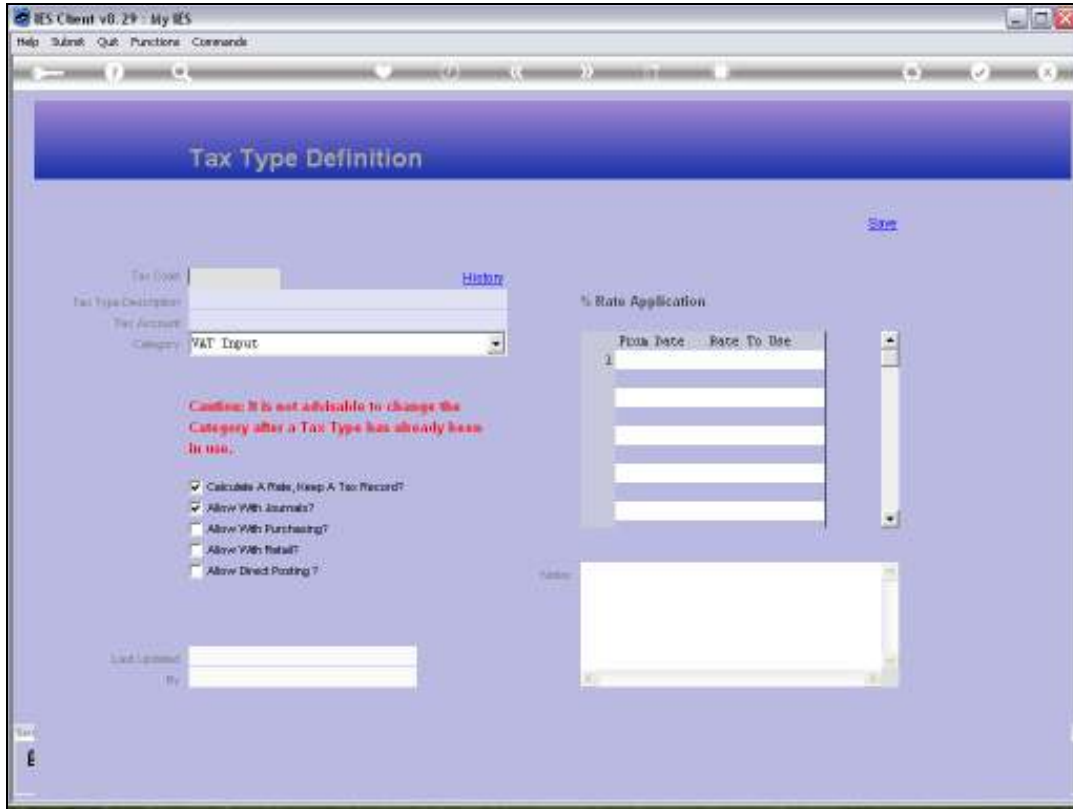 IES Client v8.29 : My IES
Help Submit Quit Functions Commands
Tax Type Definition
Save
Tax Code
History
Tax Type Description
Tax Account
Category
VAT Input
% Rate Application
From Date Rate To Use
1
Caution: It is not advisable to change the
Category after a Tax Type has already been
in use.
Calculate A Rate, Keep A Tax Record?
Allow With Journals?
Allow With Purchasing?
Allow With Retail?
Allow Direct Posting ?
Notes
Last Updated
By